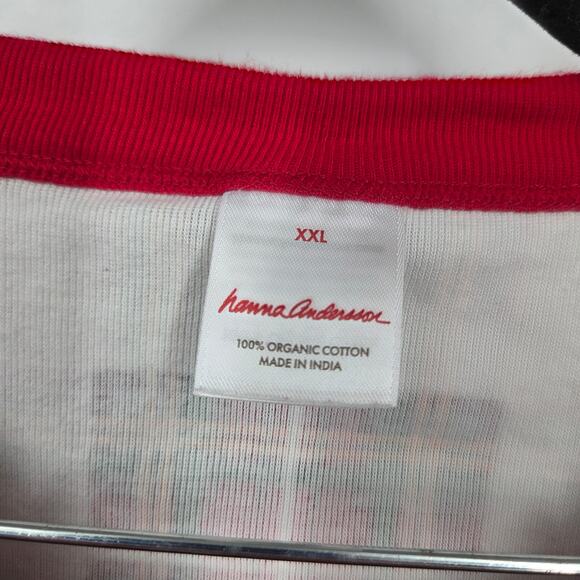 XXL
hanna andersson
100% ORGANIC COTTON
MADE IN INDIA